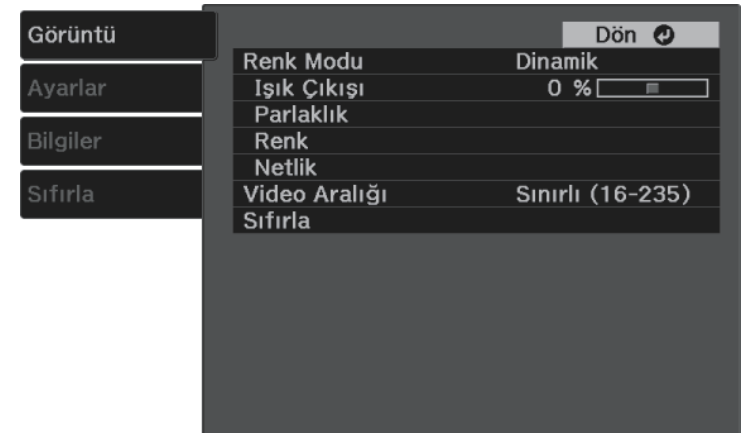 Görüntü
Ayarlar
Bilgiler
Sıfırla
Dön
Renk Modu Dinamik
Işık Çıkışı 0 %
Parlaklık
Renk
Netlik
Video Aralığı Sınırlı (16-235)
Sıfırla